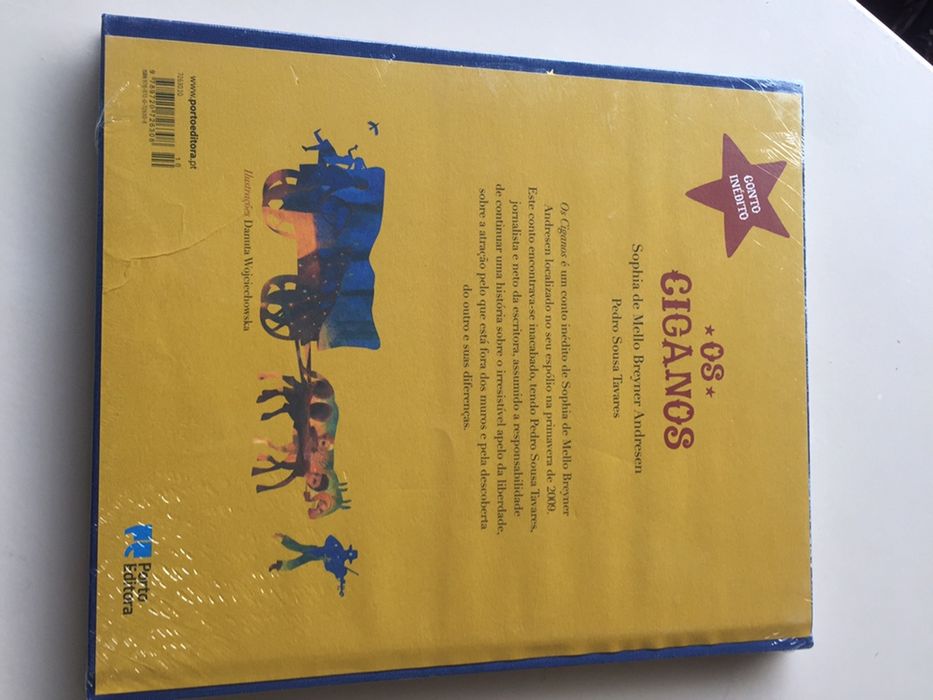 CONTO
INÉDITO
OS
CIGANOS
Sophia de Mello Breyner Andresen
Pedro Sousa Tavares
Os Ciganos é um conto inédito de Sophia de Mello Breyner
Andresen localizado no seu espólio na primavera de 2009.
Este conto encontrava-se inacabado, tendo Pedro Sousa Tavares,
jornalista e neto da escritora, assumido a responsabilidade
de continuar uma história sobre o irresistível apelo da liberdade,
sobre a atração pelo que está fora dos muros e pela descoberta
do outro e suas diferenças.
Ilustrações Danuta Wojciechowska
www.portoeditora.pt
10
9 789720 726308
Porto
Editora